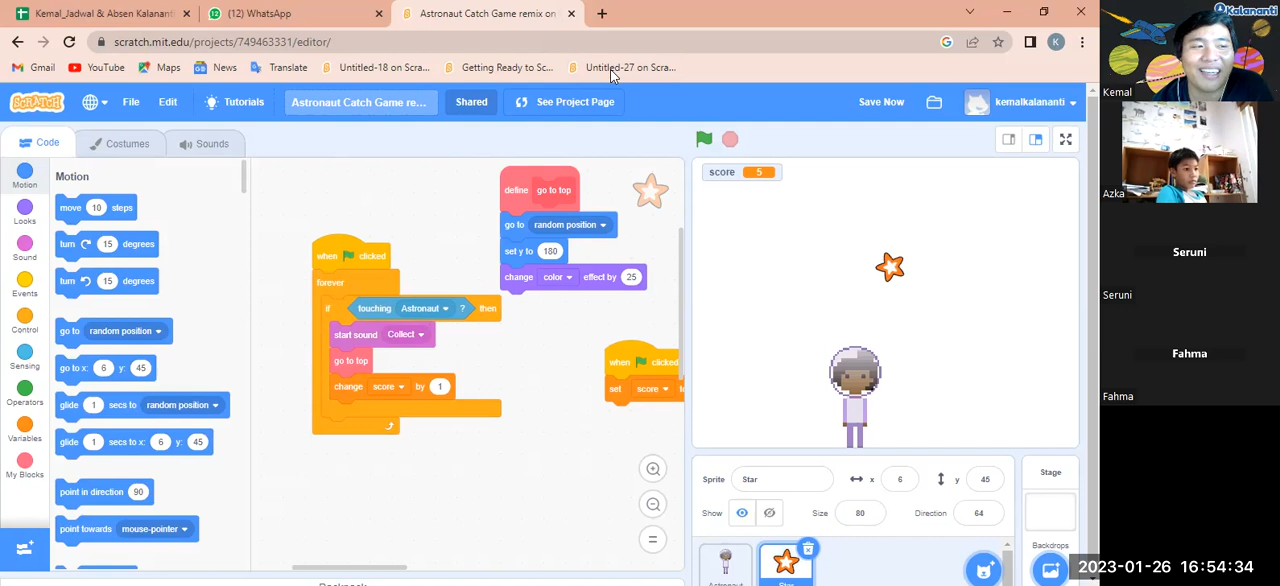 Kemal_Jadwal & Absen Kalananti
(12) WhatsApp
Astronaut Catch Game remix on
scratch.mit.edu/projects/749463331/editor/
K
Gmail
YouTube
Maps
News
Translate
Untitled-18 on Scra...
Getting Ready to Sc...
Untitled-27 on Scra...
SCRATCH
File
Edit
Tutorials
Astronaut Catch Game re...
Shared
See Project Page
Save Now
kemalkalananti
Code
Costumes
Sounds
Motion
Looks
Sound
Events
Control
Sensing
Operators
Variables
My Blocks
Motion
move 10 steps
turn 15 degrees
turn 15 degrees
go to random position
go to x: 6 y: 45
glide 1 secs to random position
glide 1 secs to x: 6 y: 45
point in direction 90
point towards mouse-pointer
define go to top
go to random position
set y to 180
change color effect by 25
when clicked
forever
if touching Astronaut ? then
start sound Collect
go to top
change score by 1
when clicked
set score
score 5
Sprite Star x 6 y 45
Show Size 80 Direction 64
Astronaut
Star
Stage
Backdrops
Kalananti
Kemal
Azka
Seruni
Seruni
Fahma
Fahma
2023-01-26 16:54:34